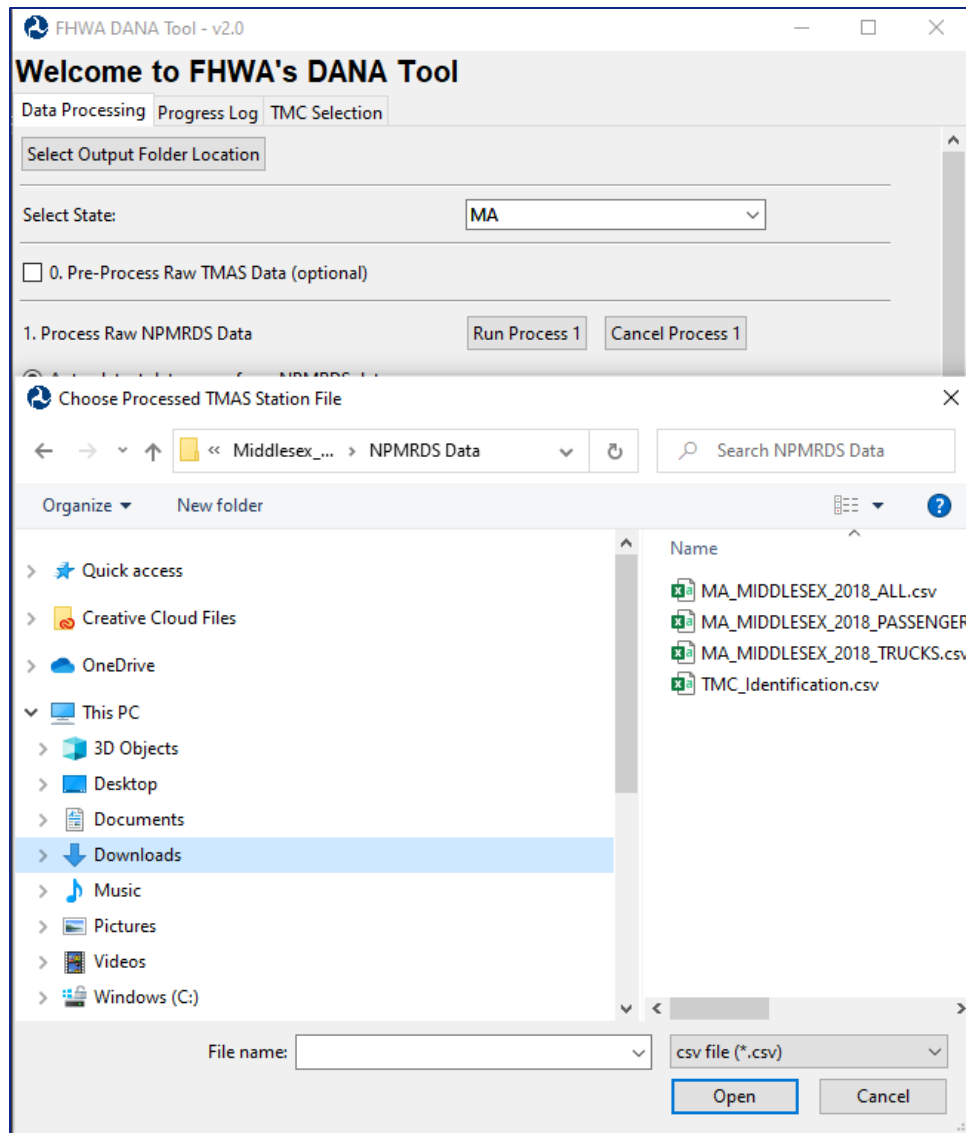 FHWA DANA Tool - v2.0
Welcome to FHWA's DANA Tool
Data Processing Progress Log TMC Selection
Select Output Folder Location
Select State: MA
0. Pre-Process Raw TMAS Data (optional)
1. Process Raw NPMRDS Data Run Process 1 Cancel Process 1
Choose Processed TMAS Station File
« Middlesex_... > NPMRDS Data Search NPMRDS Data
Organize New folder ?
Name
Quick access
MA_MIDDLESEX_2018_ALL.csv
Creative Cloud Files
MA_MIDDLESEX_2018_PASSENGER
OneDrive
MA_MIDDLESEX_2018_TRUCKS.csv
TMC_Identification.csv
This PC
3D Objects
Desktop
Documents
Downloads
Music
Pictures
Videos
Windows (C:)
File name: csv file (*.csv)
Open Cancel